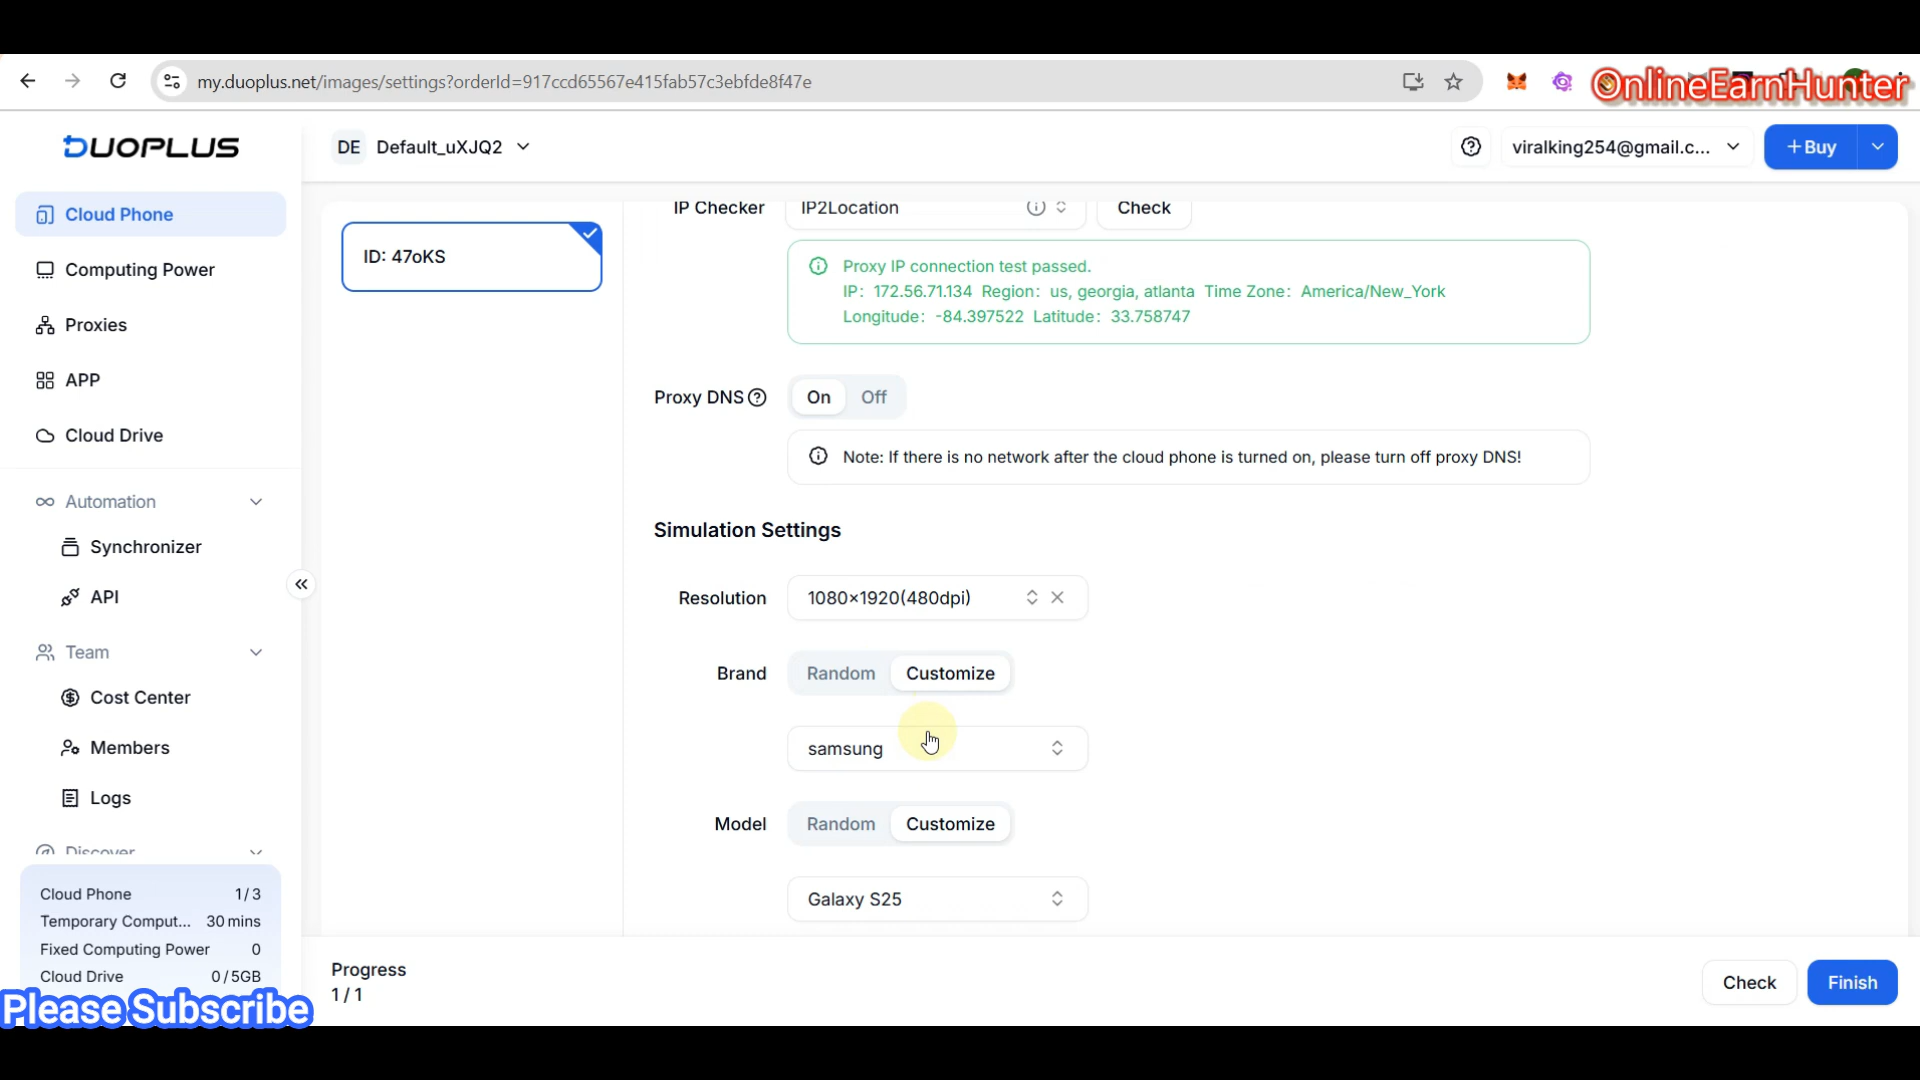 my.duoplus.net/images/settings?orderId=917ccd65567e415fab57c3ebfde8f47e
OnlineEarnHunter
DUOPLUS
DE Default_uXJQ2
viralking254@gmail.c...
+Buy
Cloud Phone
Computing Power
Proxies
APP
Cloud Drive
Automation
Synchronizer
API
Team
Cost Center
Members
Logs
Discover
Cloud Phone 1/3
Temporary Comput... 30 mins
Fixed Computing Power 0
Cloud Drive 0/5GB
Please Subscribe
ID: 47oKS
IP Checker IP2Location Check
Proxy IP connection test passed.
IP: 172.56.71.134 Region: us, georgia, atlanta Time Zone: America/New_York
Longitude: -84.397522 Latitude: 33.758747
Proxy DNS On Off
Note: If there is no network after the cloud phone is turned on, please turn off proxy DNS!
Simulation Settings
Resolution 1080×1920(480dpi)
Brand Random Customize
samsung
Model Random Customize
Galaxy S25
Progress
1/1
Check
Finish